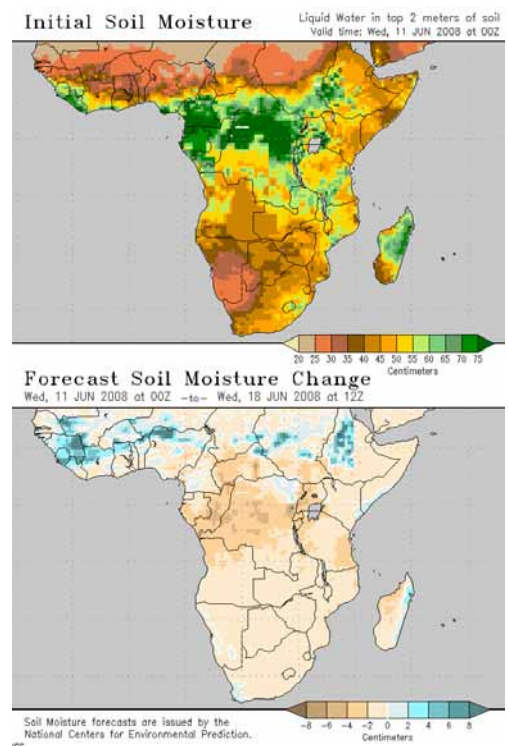 Initial Soil Moisture
Liquid Water in top 2 meters of soil
Valid time: Wed, 11 JUN 2008 at 00Z
20 25 30 35 40 45 50 55 60 65 70 75
Centimeters
Forecast Soil Moisture Change
Wed, 11 JUN 2008 at 00Z -to- Wed, 18 JUN 2008 at 12Z
Soil Moisture forecasts are issued by the
National Centers for Environmental Prediction.
-8 -6 -4 -2 0 2 4 6 8
Centimeters